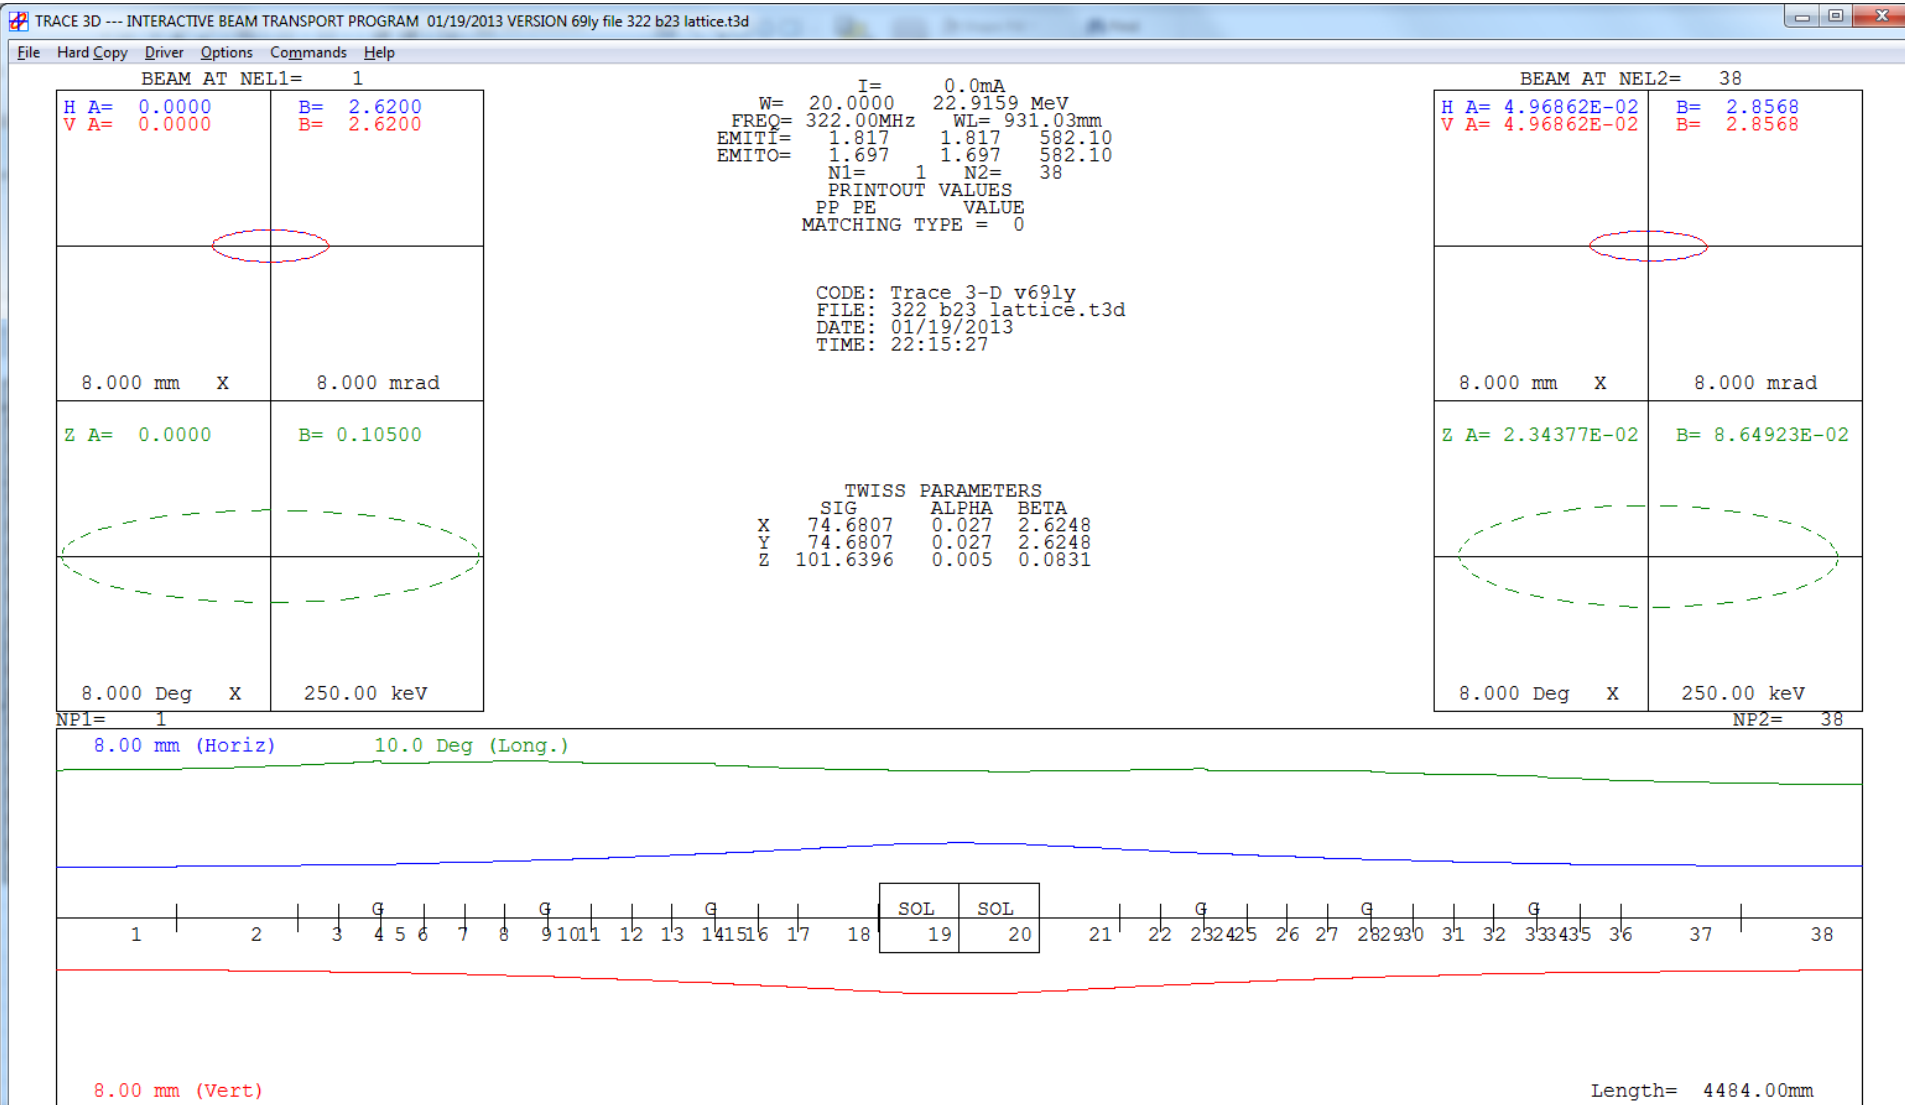 TRACE 3D --- INTERACTIVE BEAM TRANSPORT PROGRAM 01/19/2013 VERSION 69ly file 322 b23 lattice.t3d
File Hard Copy Driver Options Commands Help
BEAM AT NEL1= 1
H A= 0.0000 B= 2.6200
V A= 0.0000 B= 2.6200
8.000 mm X 8.000 mrad
Z A= 0.0000 B= 0.10500
8.000 Deg X 250.00 keV
NP1= 1
I= 0.0mA
W= 20.0000 22.9159 MeV
FREQ= 322.00MHz WL= 931.03mm
EMITI= 1.817 1.817 582.10
EMITO= 1.697 1.697 582.10
N1= 1 N2= 38
PRINTOUT VALUES
PP PE VALUE
MATCHING TYPE = 0
CODE: Trace 3-D v69ly
FILE: 322 b23 lattice.t3d
DATE: 01/19/2013
TIME: 22:15:27
TWISS PARAMETERS
SIG ALPHA BETA
X 74.6807 0.027 2.6248
Y 74.6807 0.027 2.6248
Z 101.6396 0.005 0.0831
BEAM AT NEL2= 38
H A= 4.96862E-02 B= 2.8568
V A= 4.96862E-02 B= 2.8568
8.000 mm X 8.000 mrad
Z A= 2.34377E-02 B= 8.64923E-02
8.000 Deg X 250.00 keV
NP2= 38
8.00 mm (Horiz) 10.0 Deg (Long.)
G G G SOL SOL G G G
1 2 3 4 5 6 7 8 9 10 11 12 13 14 15 16 17 18 19 20 21 22 23 24 25 26 27 28 29 30 31 32 33 34 35 36 37 38
8.00 mm (Vert) Length= 4484.00mm